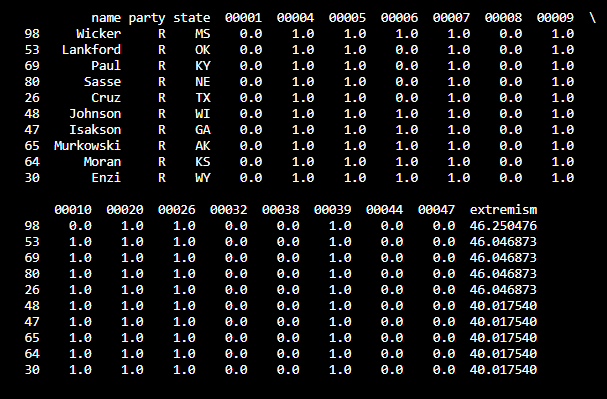 name party state 00001 00004 00005 00006 00007 00008 00009 \
98 Wicker R MS 0.0 1.0 1.0 1.0 1.0 0.0 1.0
53 Lankford R OK 0.0 1.0 1.0 1.0 1.0 0.0 1.0
69 Paul R KY 0.0 1.0 1.0 1.0 1.0 0.0 1.0
80 Sasse R NE 0.0 1.0 1.0 1.0 1.0 0.0 1.0
26 Cruz R TX 0.0 1.0 1.0 1.0 1.0 0.0 1.0
48 Johnson R WI 0.0 1.0 1.0 1.0 1.0 0.0 1.0
47 Isakson R GA 0.0 1.0 1.0 1.0 1.0 0.0 1.0
65 Murkowski R AK 0.0 1.0 1.0 1.0 1.0 0.0 1.0
64 Moran R KS 0.0 1.0 1.0 1.0 1.0 0.0 1.0
30 Enzi R WY 0.0 1.0 1.0 1.0 1.0 0.0 1.0
00010 00020 00026 00032 00038 00039 00044 00047 extremism
98 0.0 1.0 1.0 0.0 0.0 1.0 0.0 0.0 46.250476
53 1.0 1.0 1.0 0.0 0.0 1.0 0.0 0.0 46.046873
69 1.0 1.0 1.0 0.0 0.0 1.0 0.0 0.0 46.046873
80 1.0 1.0 1.0 0.0 0.0 1.0 0.0 0.0 46.046873
26 1.0 1.0 1.0 0.0 0.0 1.0 0.0 0.0 46.046873
48 1.0 1.0 1.0 0.0 0.0 1.0 0.0 0.0 40.017540
47 1.0 1.0 1.0 0.0 0.0 1.0 0.0 0.0 40.017540
65 1.0 1.0 1.0 0.0 0.0 1.0 0.0 0.0 40.017540
64 1.0 1.0 1.0 0.0 0.0 1.0 0.0 0.0 40.017540
30 1.0 1.0 1.0 0.0 0.0 1.0 0.0 0.0 40.017540